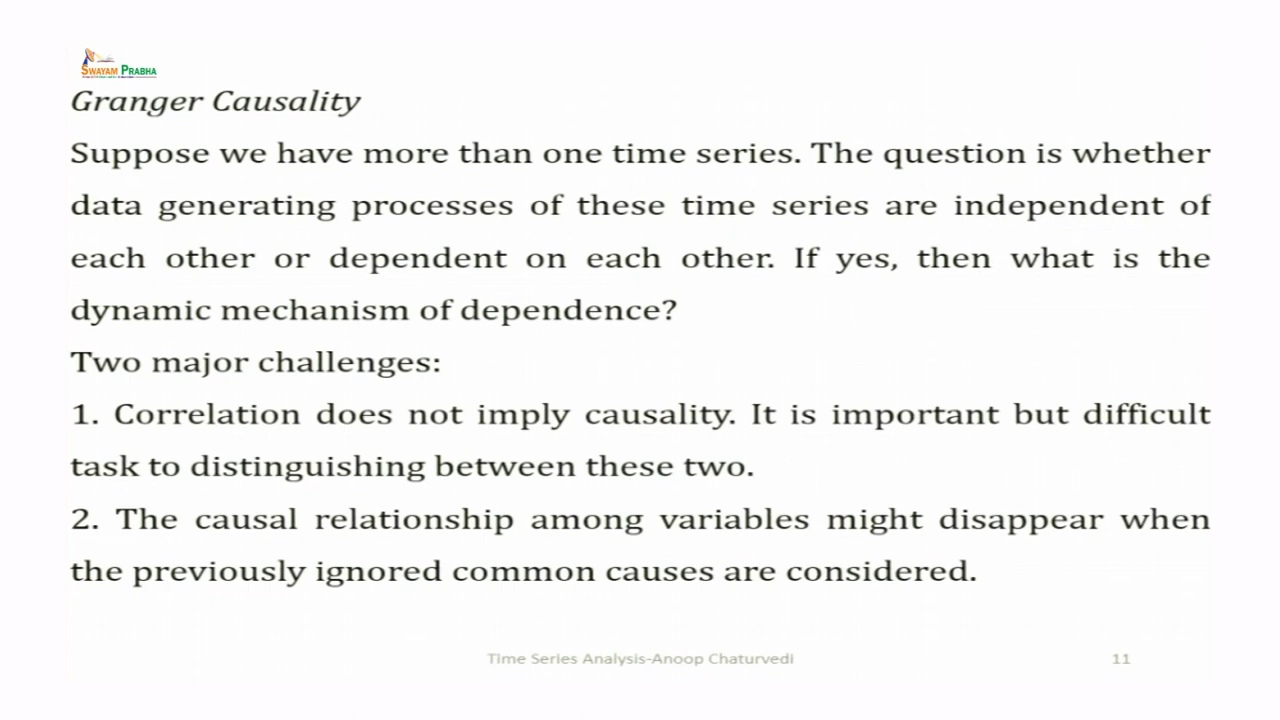 SWAYAM PRABHA
Granger Causality
Suppose we have more than one time series. The question is whether
data generating processes of these time series are independent of
each other or dependent on each other. If yes, then what is the
dynamic mechanism of dependence?
Two major challenges:
1. Correlation does not imply causality. It is important but difficult
task to distinguishing between these two.
2. The causal relationship among variables might disappear when
the previously ignored common causes are considered.
Time Series Analysis-Anoop Chaturvedi
11